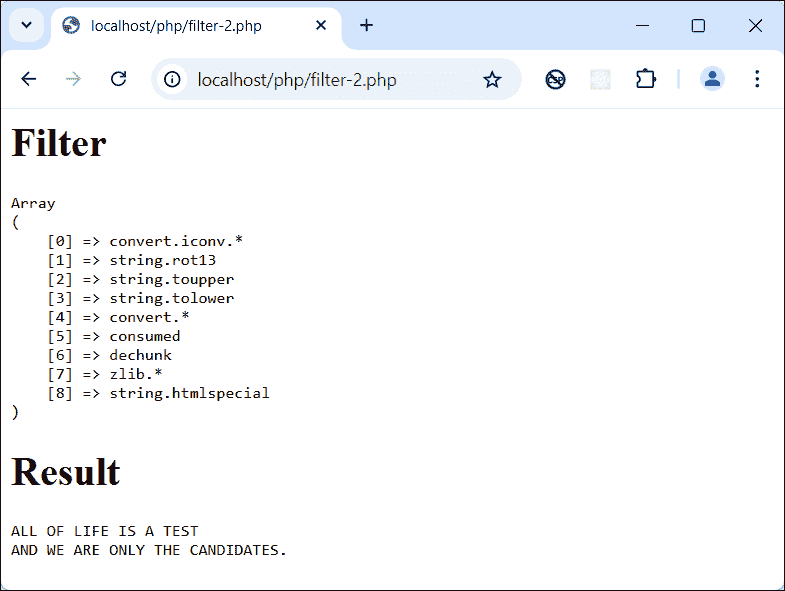 localhost/php/filter-2.php
localhost/php/filter-2.php
CSP
Filter
Array
(
    [0] => convert.iconv.*
    [1] => string.rot13
    [2] => string.toupper
    [3] => string.tolower
    [4] => convert.*
    [5] => consumed
    [6] => dechunk
    [7] => zlib.*
    [8] => string.htmlspecial
)
Result
ALL OF LIFE IS A TEST
AND WE ARE ONLY THE CANDIDATES.